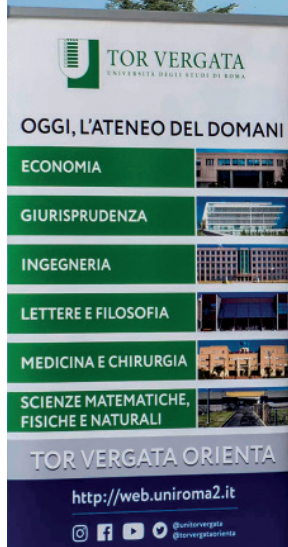 TOR VERGATA
UNIVERSITÀ DEGLI STUDI DI ROMA
OGGI, L'ATENEO DEL DOMANI
ECONOMIA
GIURISPRUDENZA
INGEGNERIA
LETTERE E FILOSOFIA
MEDICINA E CHIRURGIA
SCIENZE MATEMATICHE,
FISICHE E NATURALI
TOR VERGATA ORIENTA
http://web.uniroma2.it
@unitorvergata
@torvergataorienta